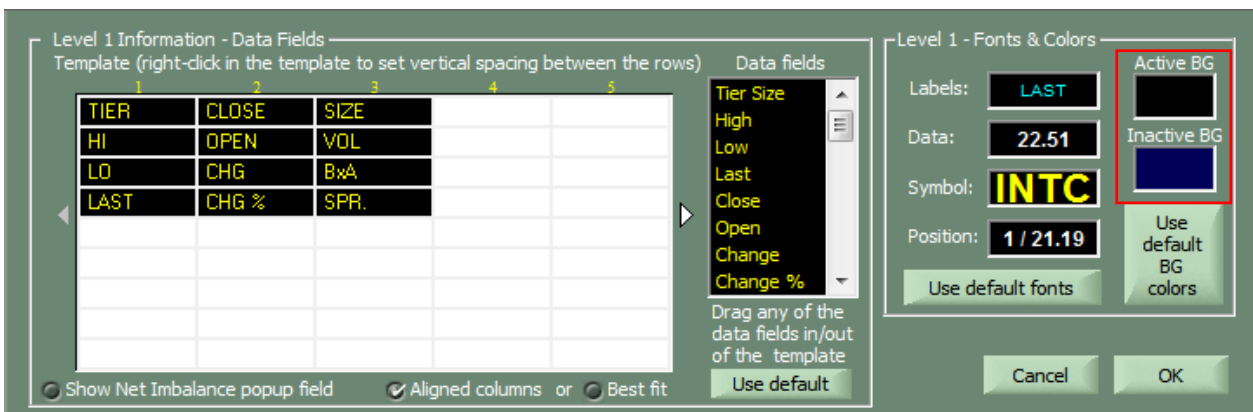 Level 1 Information - Data Fields
Template (right-click in the template to set vertical spacing between the rows)
1 2 3 4 5
TIER CLOSE SIZE
HI OPEN VOL
LO CHG BxA
LAST CHG % SPR.
Show Net Imbalance popup field Aligned columns or Best fit
Data fields
Tier Size
High
Low
Last
Close
Open
Change
Change %
Drag any of the
data fields in/out
of the template
Use default
Level 1 - Fonts & Colors
Labels: LAST
Data: 22.51
Symbol: INTC
Position: 1 / 21.19
Use default fonts
Active BG
Inactive BG
Use
default
BG
colors
Cancel OK